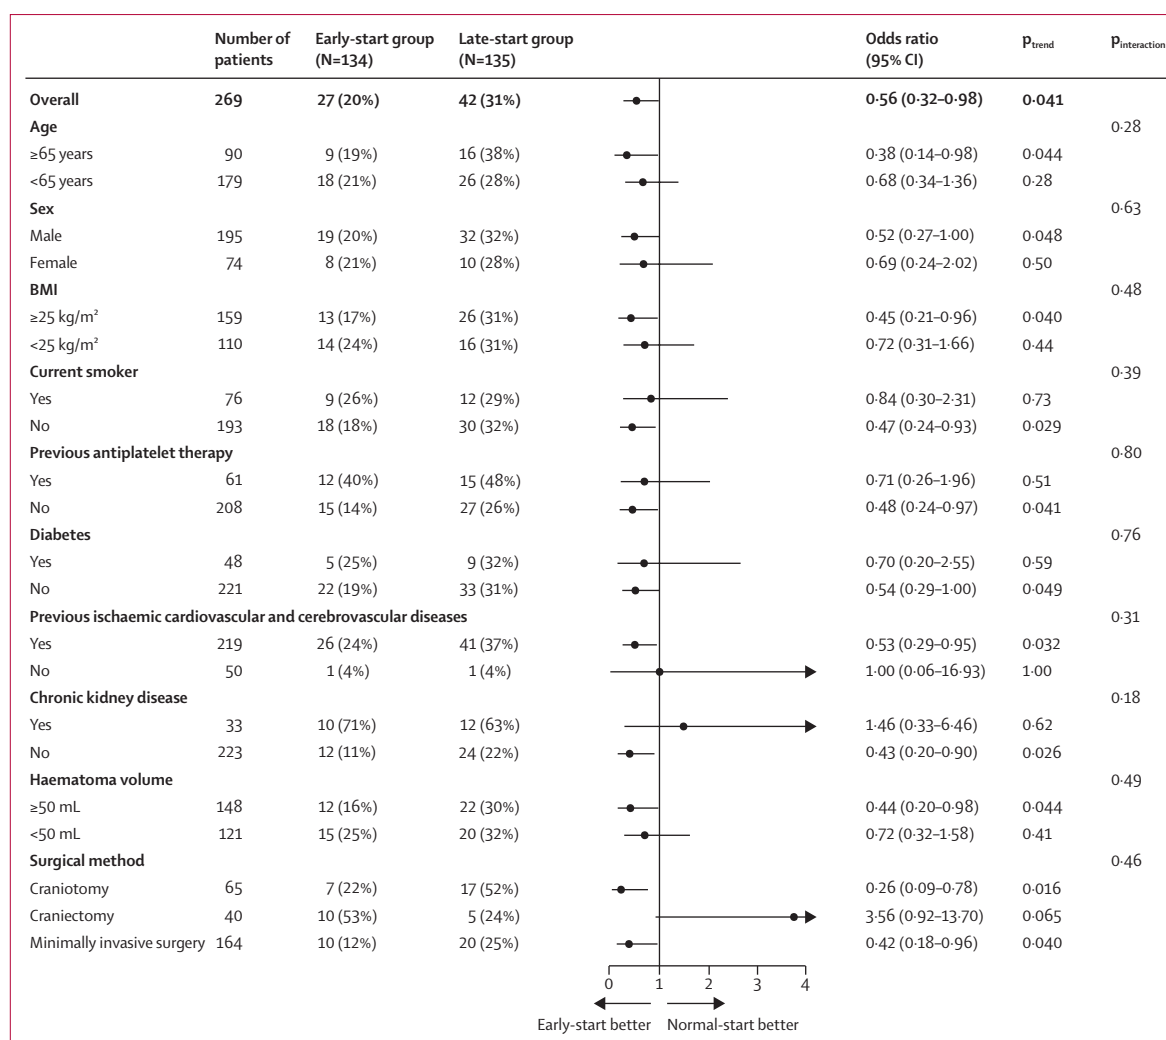 Number of patients Early-start group (N=134) Late-start group (N=135) Odds ratio (95% CI) ptrend pinteraction
Overall 269 27 (20%) 42 (31%) 0·56 (0·32–0·98) 0·041
Age 0·28
≥65 years 90 9 (19%) 16 (38%) 0·38 (0·14–0·98) 0·044
<65 years 179 18 (21%) 26 (28%) 0·68 (0·34–1·36) 0·28
Sex 0·63
Male 195 19 (20%) 32 (32%) 0·52 (0·27–1·00) 0·048
Female 74 8 (21%) 10 (28%) 0·69 (0·24–2·02) 0·50
BMI 0·48
≥25 kg/m² 159 13 (17%) 26 (31%) 0·45 (0·21–0·96) 0·040
<25 kg/m² 110 14 (24%) 16 (31%) 0·72 (0·31–1·66) 0·44
Current smoker 0·39
Yes 76 9 (26%) 12 (29%) 0·84 (0·30–2·31) 0·73
No 193 18 (18%) 30 (32%) 0·47 (0·24–0·93) 0·029
Previous antiplatelet therapy 0·80
Yes 61 12 (40%) 15 (48%) 0·71 (0·26–1·96) 0·51
No 208 15 (14%) 27 (26%) 0·48 (0·24–0·97) 0·041
Diabetes 0·76
Yes 48 5 (25%) 9 (32%) 0·70 (0·20–2·55) 0·59
No 221 22 (19%) 33 (31%) 0·54 (0·29–1·00) 0·049
Previous ischaemic cardiovascular and cerebrovascular diseases 0·31
Yes 219 26 (24%) 41 (37%) 0·53 (0·29–0·95) 0·032
No 50 1 (4%) 1 (4%) 1·00 (0·06–16·93) 1·00
Chronic kidney disease 0·18
Yes 33 10 (71%) 12 (63%) 1·46 (0·33–6·46) 0·62
No 223 12 (11%) 24 (22%) 0·43 (0·20–0·90) 0·026
Haematoma volume 0·49
≥50 mL 148 12 (16%) 22 (30%) 0·44 (0·20–0·98) 0·044
<50 mL 121 15 (25%) 20 (32%) 0·72 (0·32–1·58) 0·41
Surgical method 0·46
Craniotomy 65 7 (22%) 17 (52%) 0·26 (0·09–0·78) 0·016
Craniectomy 40 10 (53%) 5 (24%) 3·56 (0·92–13·70) 0·065
Minimally invasive surgery 164 10 (12%) 20 (25%) 0·42 (0·18–0·96) 0·040
0 1 2 3 4
Early-start better Normal-start better